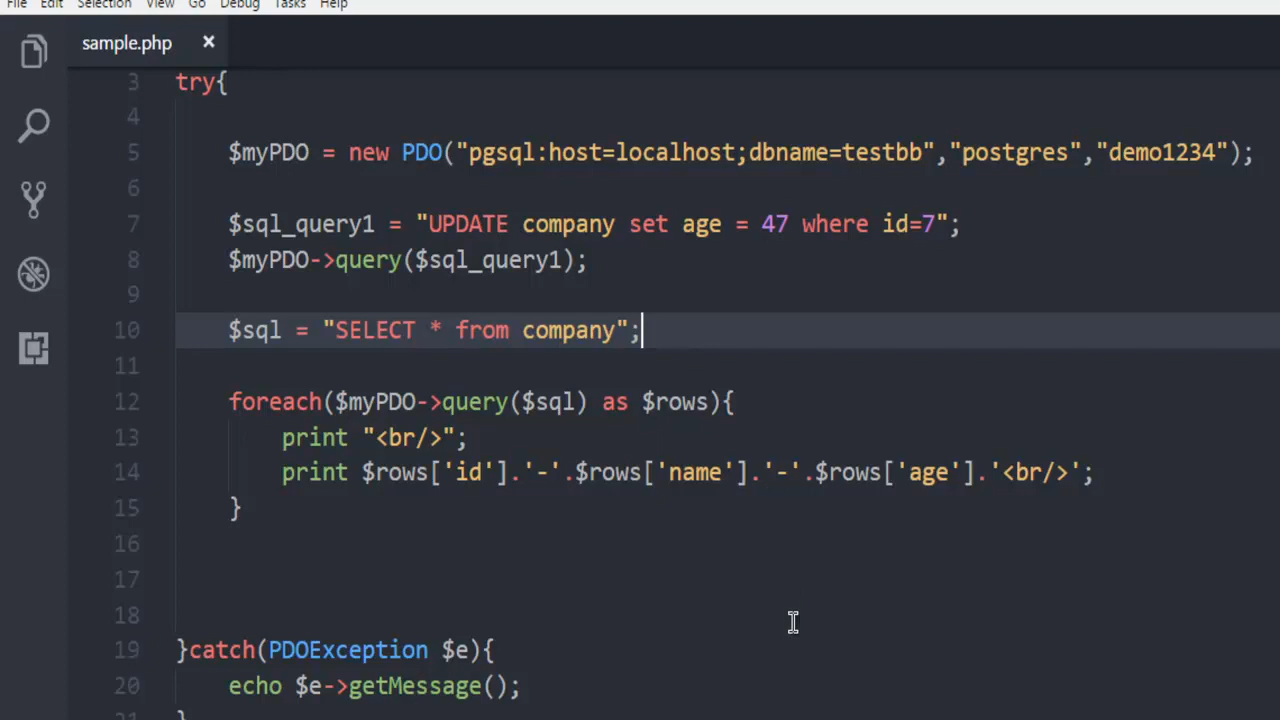 File Edit Selection View Go Debug Tasks Help
sample.php ×
3 try{
4
5 $myPDO = new PDO("pgsql:host=localhost;dbname=testbb","postgres","demo1234");
6
7 $sql_query1 = "UPDATE company set age = 47 where id=7";
8 $myPDO->query($sql_query1);
9
10 $sql = "SELECT * from company";
11
12 foreach($myPDO->query($sql) as $rows){
13 print "<br/>";
14 print $rows['id'].'-'.$rows['name'].'-'.$rows['age'].'<br/>';
15 }
16
17
18
19 }catch(PDOException $e){
20 echo $e->getMessage();
21 }